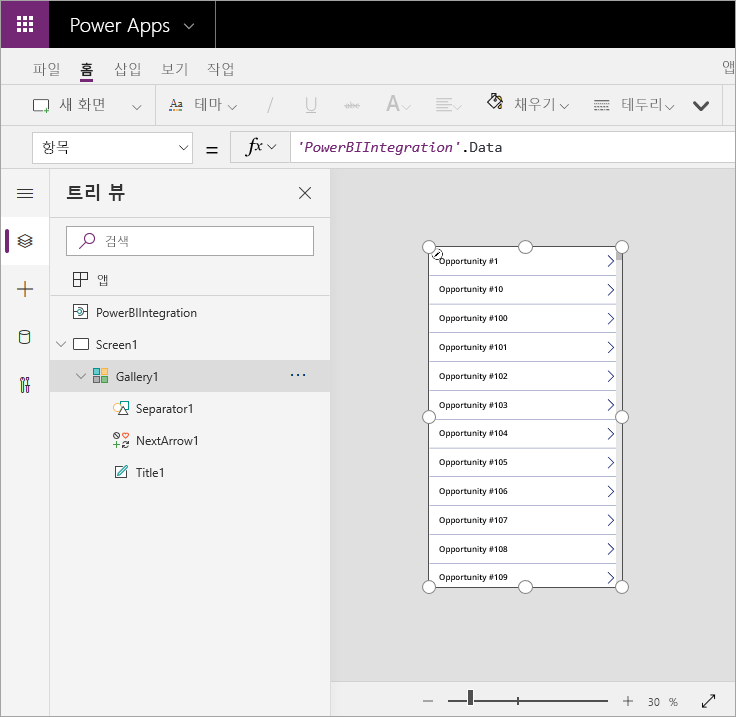 Power Apps
파일 홈 삽입 보기 작업 앱
새 화면 Aa 테마 / U abc A 채우기 테두리
항목 = fx 'PowerBIIntegration'.Data
트리 뷰
검색
앱
PowerBIIntegration
Screen1
Gallery1
Separator1
NextArrow1
Title1
Opportunity #1
Opportunity #10
Opportunity #100
Opportunity #101
Opportunity #102
Opportunity #103
Opportunity #104
Opportunity #105
Opportunity #106
Opportunity #107
Opportunity #108
Opportunity #109
30 %